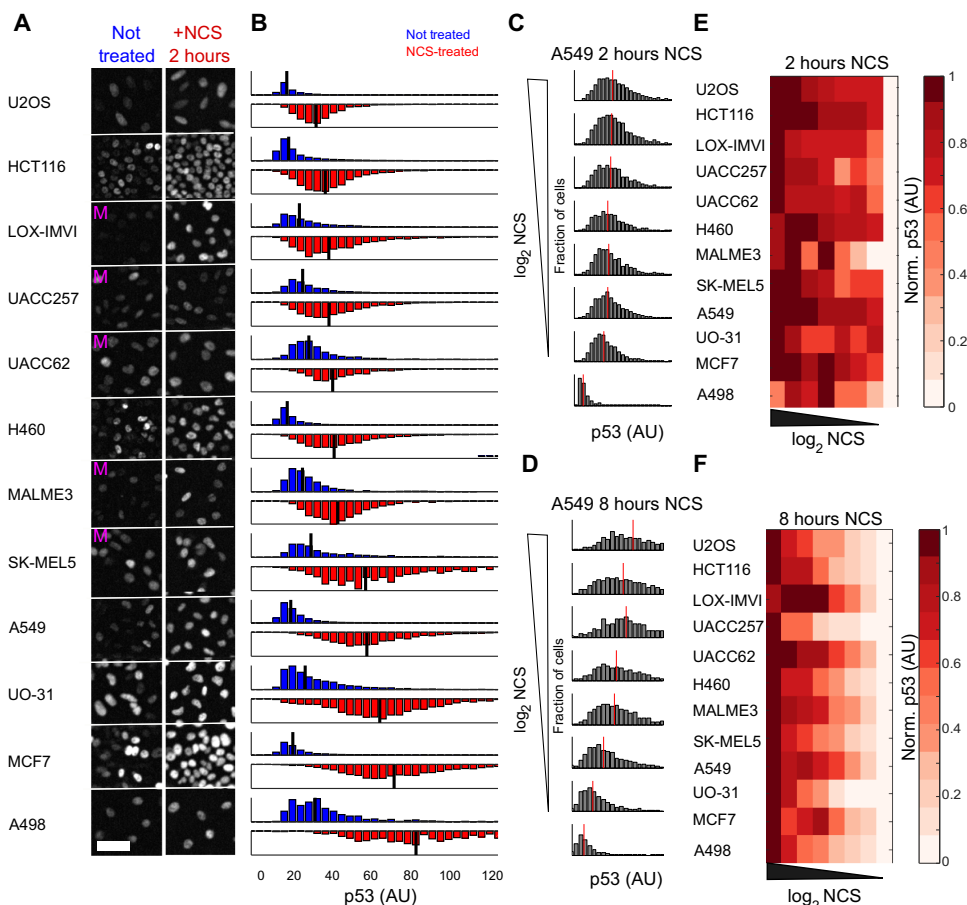 A
Not treated
+NCS 2 hours
U2OS
HCT116
LOX-IMVI
M
UACC257
M
UACC62
M
H460
MALME3
M
SK-MEL5
M
A549
UO-31
MCF7
A498
B
Not treated
NCS-treated
0 20 40 60 80 100 120
p53 (AU)
C
A549 2 hours NCS
log2 NCS
Fraction of cells
p53 (AU)
D
A549 8 hours NCS
log2 NCS
Fraction of cells
p53 (AU)
E
2 hours NCS
U2OS
HCT116
LOX-IMVI
UACC257
UACC62
H460
MALME3
SK-MEL5
A549
UO-31
MCF7
A498
log2 NCS
1
0.8
0.6
0.4
0.2
0
Norm. p53 (AU)
F
8 hours NCS
U2OS
HCT116
LOX-IMVI
UACC257
UACC62
H460
MALME3
SK-MEL5
A549
UO-31
MCF7
A498
log2 NCS
1
0.8
0.6
0.4
0.2
0
Norm. p53 (AU)